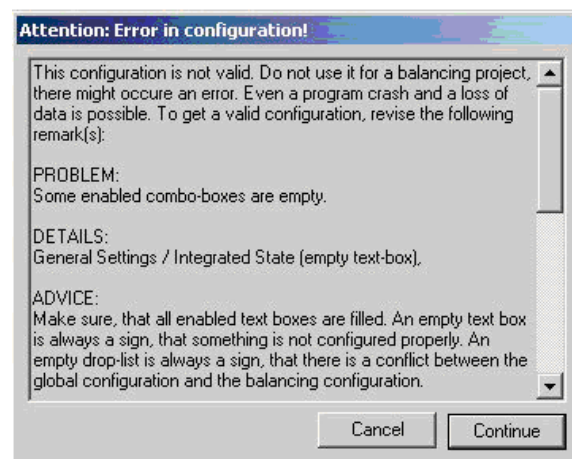 Attention: Error in configuration!
This configuration is not valid. Do not use it for a balancing project,
there might occure an error. Even a program crash and a loss of
data is possible. To get a valid configuration, revise the following
remark(s):
PROBLEM:
Some enabled combo-boxes are empty.
DETAILS:
General Settings / Integrated State (empty text-box),
ADVICE:
Make sure, that all enabled text boxes are filled. An empty text box
is always a sign, that something is not configured properly. An
empty drop-list is always a sign, that there is a conflict between the
global configuration and the balancing configuration.
Cancel
Continue